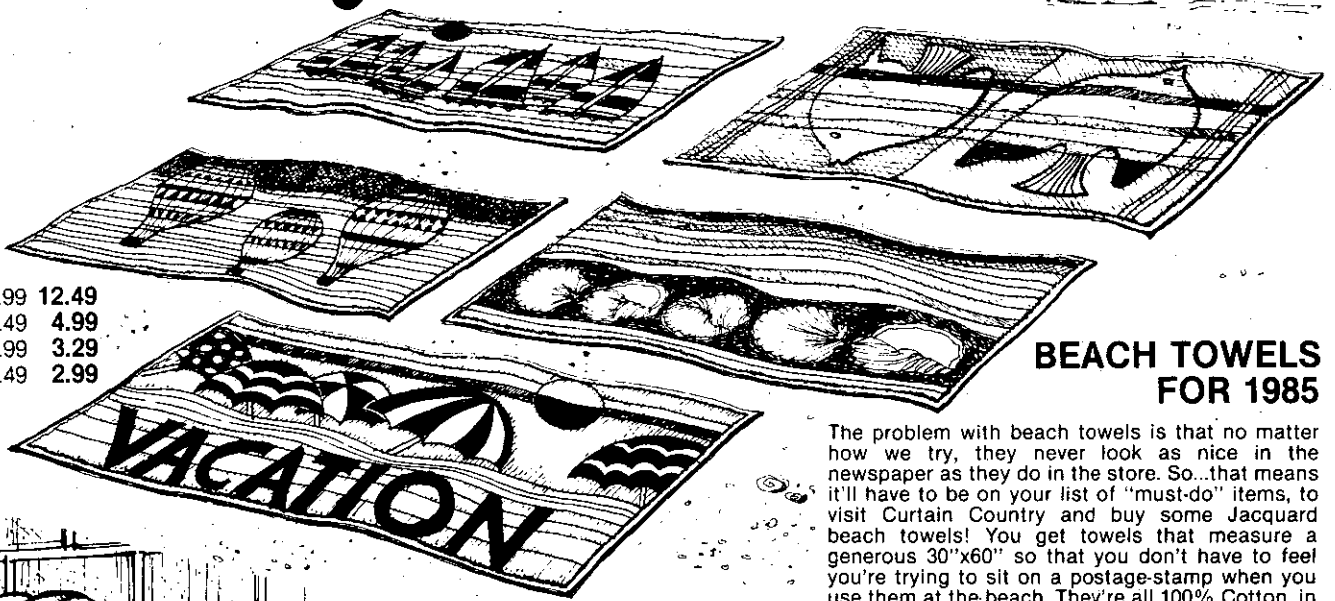 .99 12.49
.49 4.99
.99 3.29
.49 2.99
VACATION
BEACH TOWELS
FOR 1985
The problem with beach towels is that no matter
how we try, they never look as nice in the
newspaper as they do in the store. So...that means
it'll have to be on your list of "must-do" items, to
visit Curtain Country and buy some Jacquard
beach towels! You get towels that measure a
generous 30"x60" so that you don't have to feel
you're trying to sit on a postage-stamp when you
use them at the beach. They're all 100% Cotton, in